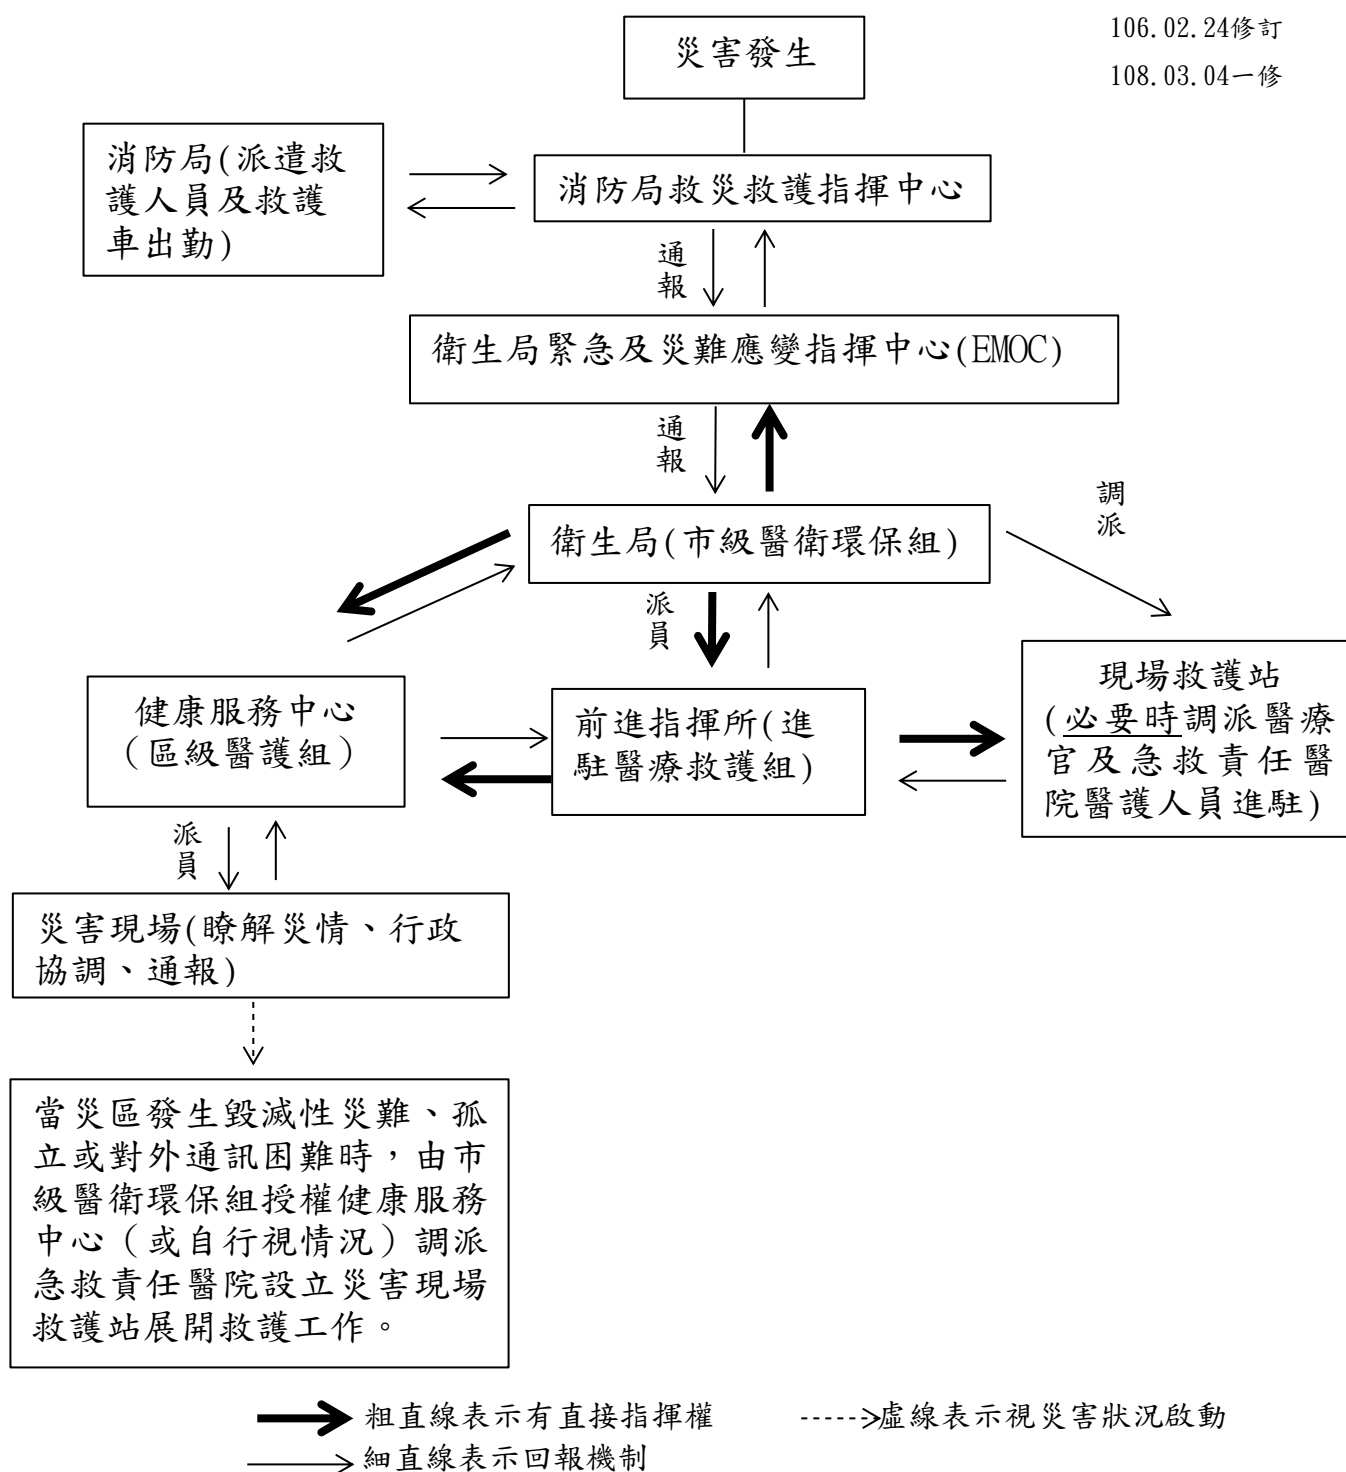 106.02.24修訂
108.03.04一修
災害發生
消防局(派遣救
護人員及救護
車出勤)
消防局救災救護指揮中心
通
報
衛生局緊急及災難應變指揮中心(EMOC)
通
報
調
派
衛生局(市級醫衛環保組)
派
員
健康服務中心
(區級醫護組)
前進指揮所(進
駐醫療救護組)
現場救護站
(必要時調派醫療
官及急救責任醫
院醫護人員進駐)
派
員
災害現場(瞭解災情、行政
協調、通報)
當災區發生毀滅性災難、孤
立或對外通訊困難時，由市
級醫衛環保組授權健康服務
中心（或自行視情況）調派
急救責任醫院設立災害現場
救護站展開救護工作。
粗直線表示有直接指揮權
虛線表示視災害狀況啟動
細直線表示回報機制